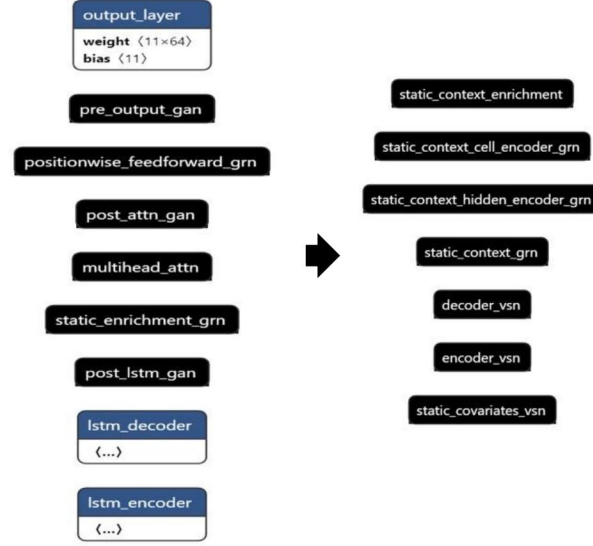 output_layer
weight 〈11×64〉
bias 〈11〉
pre_output_gan
positionwise_feedforward_grn
post_attn_gan
multihead_attn
static_enrichment_grn
post_lstm_gan
lstm_decoder
〈...〉
lstm_encoder
〈...〉
static_context_enrichment
static_context_cell_encoder_grn
static_context_hidden_encoder_grn
static_context_grn
decoder_vsn
encoder_vsn
static_covariates_vsn